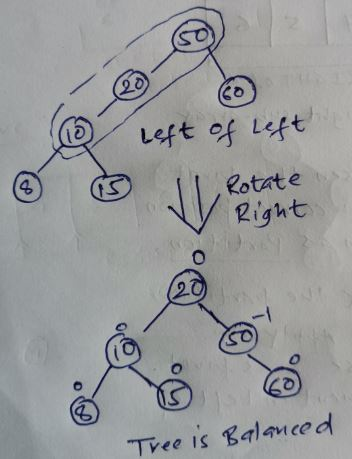 50
20
60
10
Left of Left
8 15
Rotate
Right
0
20
0 50 -1
10
0 0 60 0
8 15
Tree is Balanced